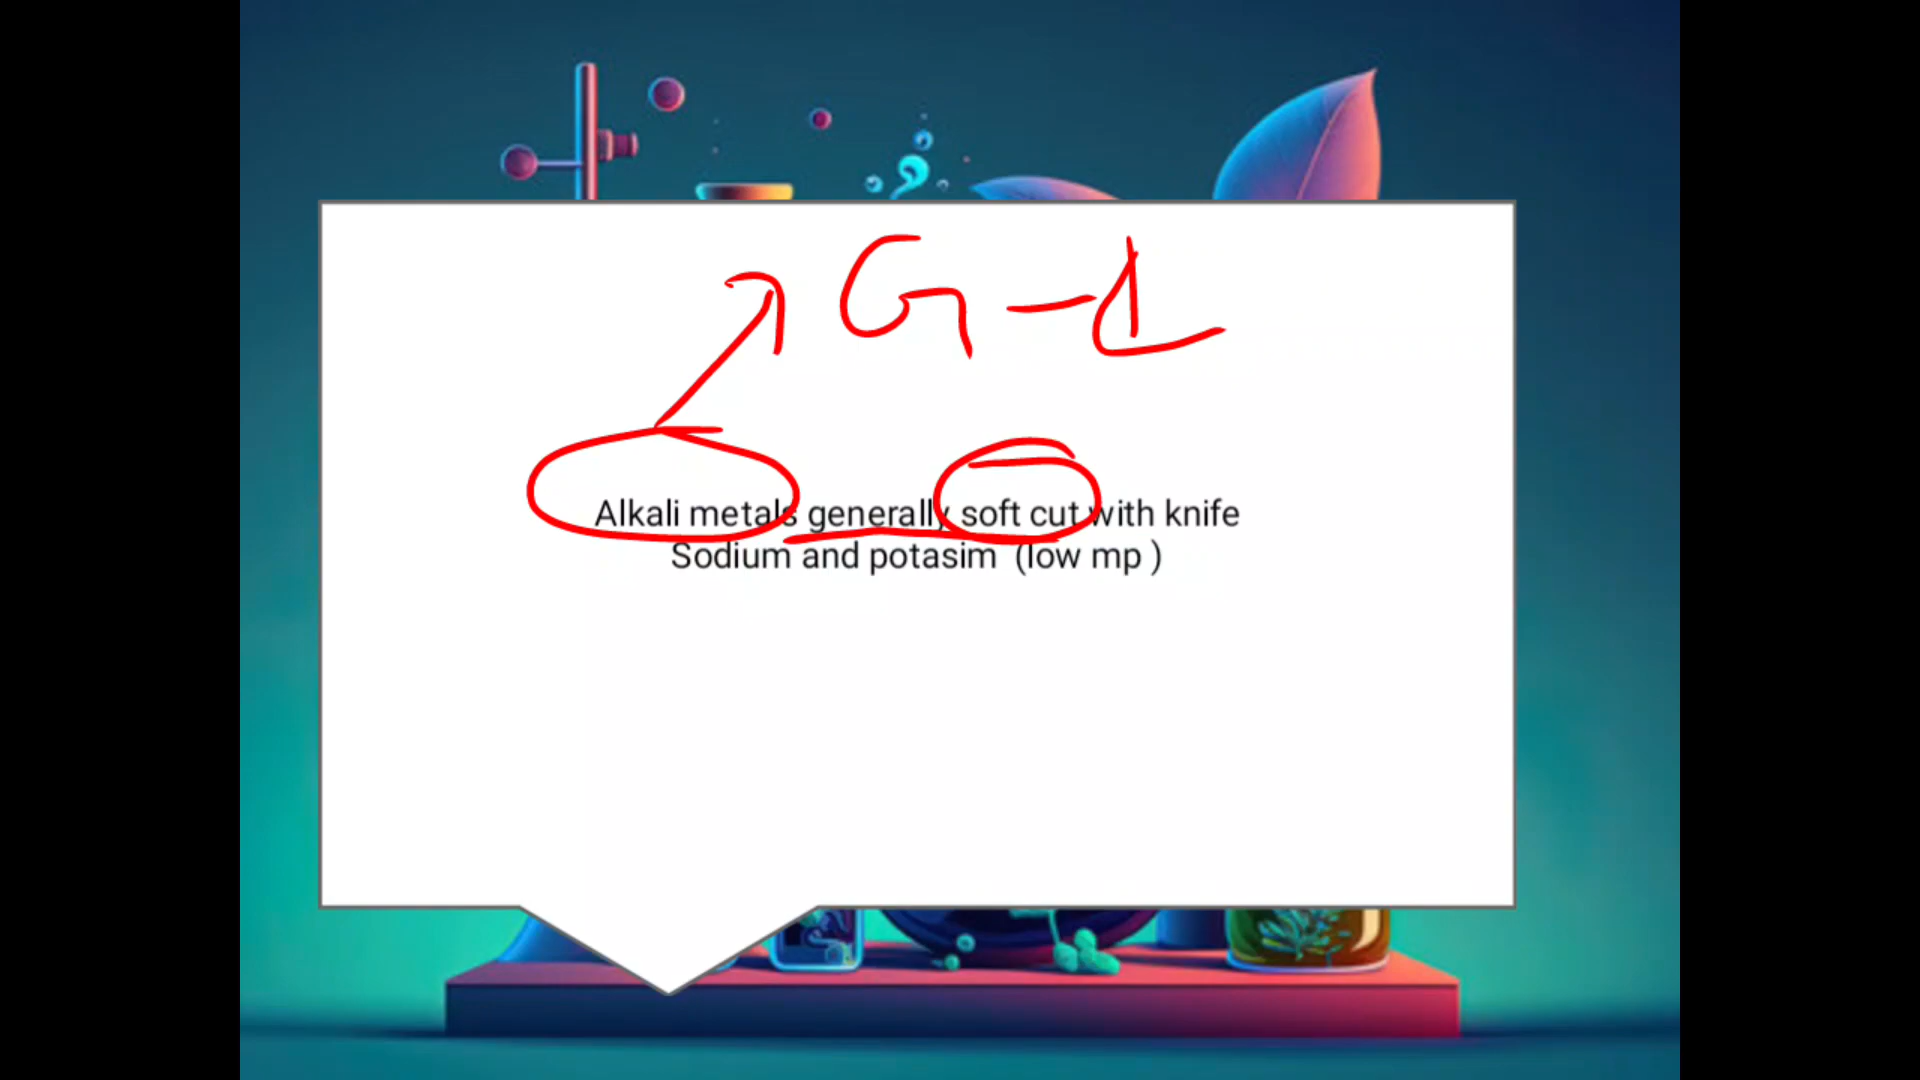 G-1
Alkali metals generally soft cut with knife
Sodium and potasim (low mp )